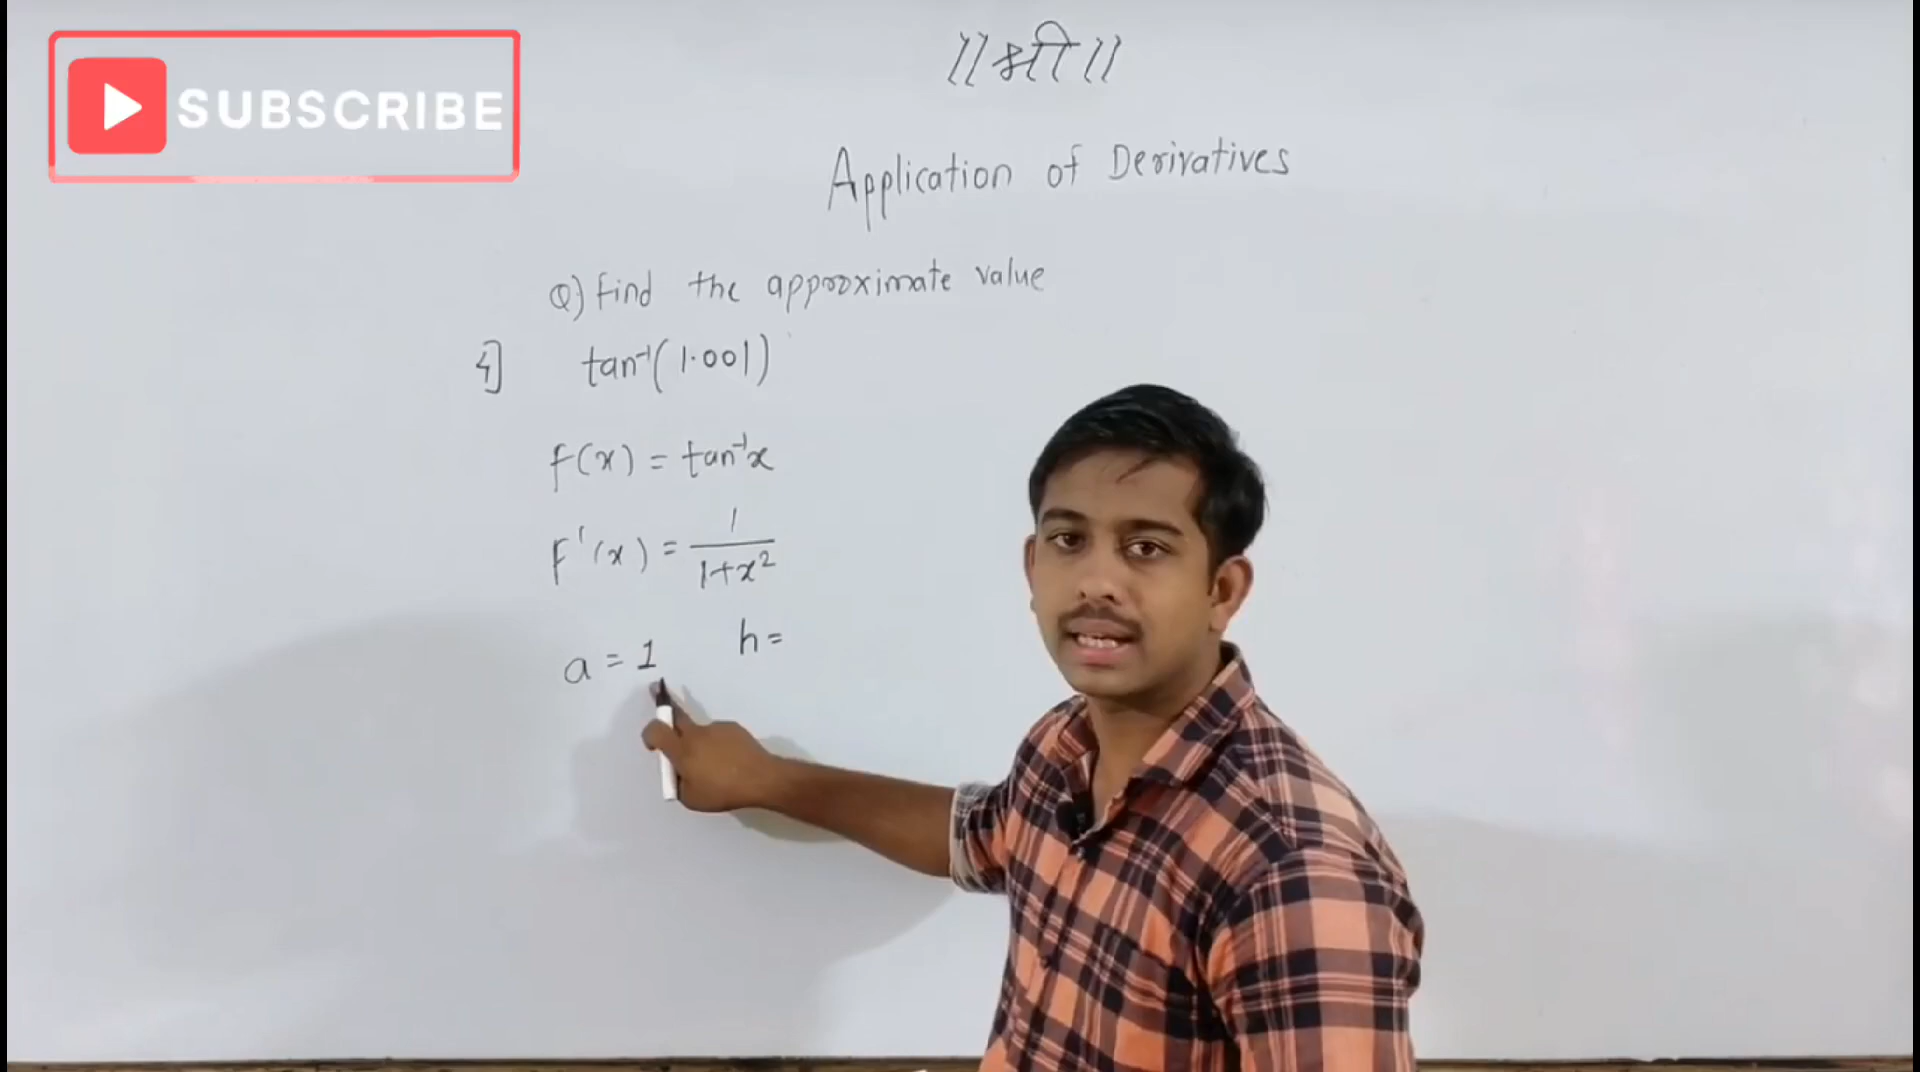 SUBSCRIBE
॥ श्री ॥
Application of Derivatives
Q) Find the approximate value
4] tan⁻¹(1.001)
f(x) = tan⁻¹x
F'(x) = 1/1+x²
a = 1 h =